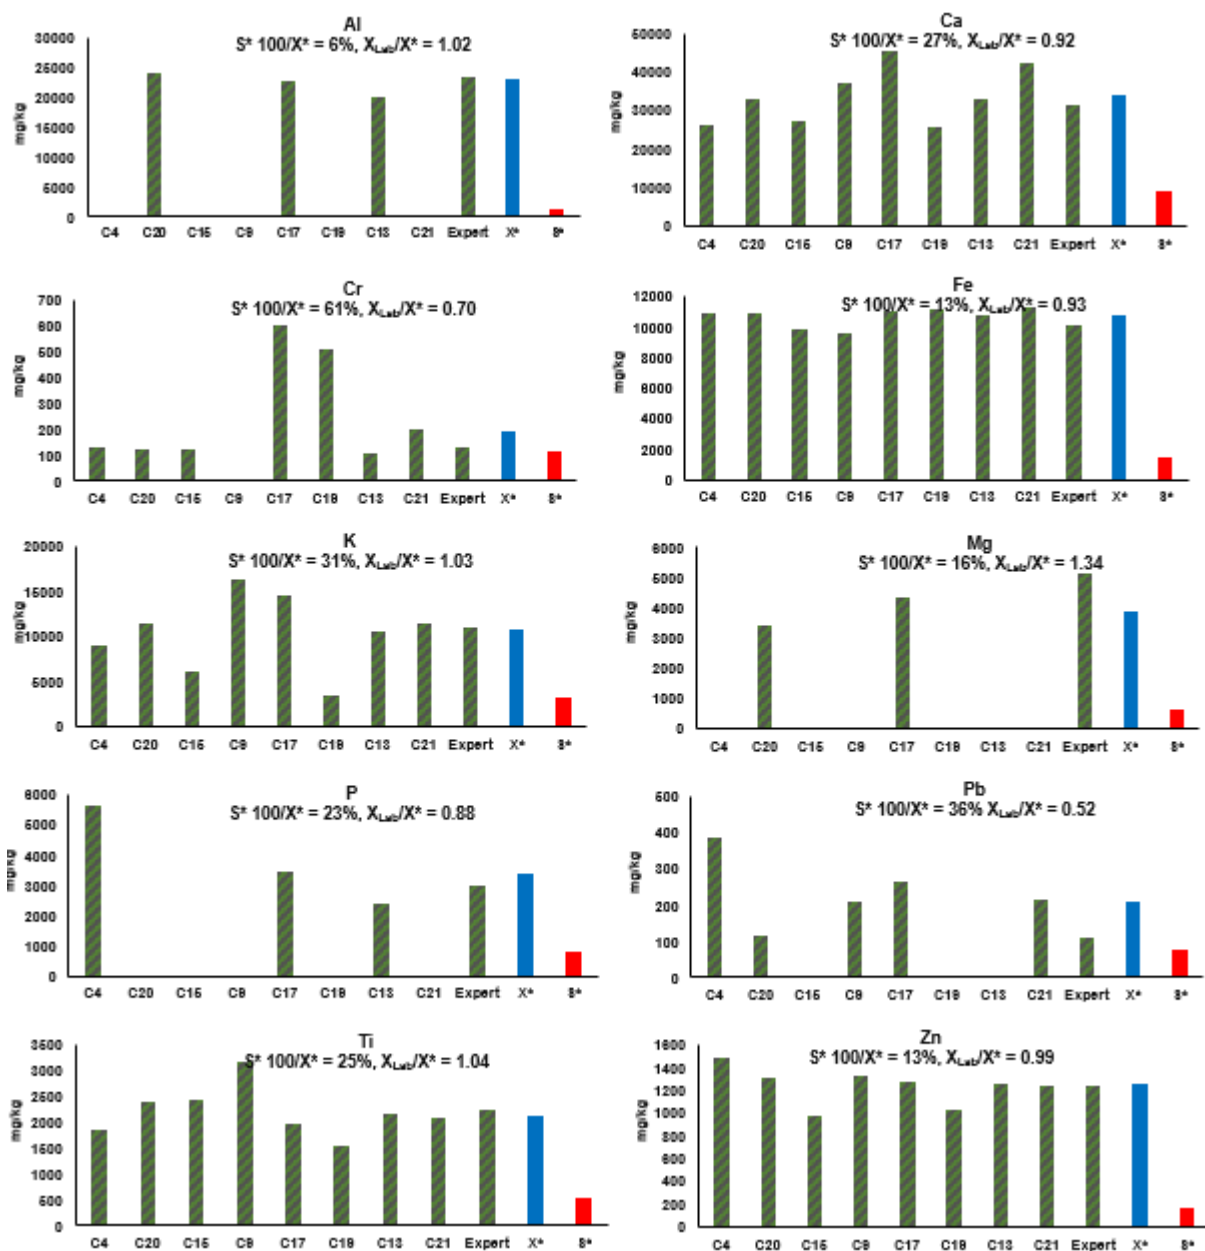 Al
S* 100/X* = 6%, XLab/X* = 1.02
30000
25000
20000
15000
10000
5000
0
mg/kg
C4 C20 C15 C9 C17 C19 C13 C21 Expert X* S*
Ca
S* 100/X* = 27%, XLab/X* = 0.92
50000
40000
30000
20000
10000
0
mg/kg
C4 C20 C15 C9 C17 C19 C13 C21 Expert X* S*
Cr
S* 100/X* = 61%, XLab/X* = 0.70
700
600
500
400
300
200
100
0
mg/kg
C4 C20 C15 C9 C17 C19 C13 C21 Expert X* S*
Fe
S* 100/X* = 13%, XLab/X* = 0.93
12000
10000
8000
6000
4000
2000
0
mg/kg
C4 C20 C15 C9 C17 C19 C13 C21 Expert X* S*
K
S* 100/X* = 31%, XLab/X* = 1.03
20000
15000
10000
5000
0
mg/kg
C4 C20 C15 C9 C17 C19 C13 C21 Expert X* S*
Mg
S* 100/X* = 16%, XLab/X* = 1.34
6000
5000
4000
3000
2000
1000
0
mg/kg
C4 C20 C15 C9 C17 C19 C13 C21 Expert X* S*
P
S* 100/X* = 23%, XLab/X* = 0.88
8000
6000
4000
3000
2000
1000
0
mg/kg
C4 C20 C15 C9 C17 C19 C13 C21 Expert X* S*
Pb
S* 100/X* = 36% XLab/X* = 0.52
500
400
300
200
100
0
mg/kg
C4 C20 C15 C9 C17 C19 C13 C21 Expert X* S*
Ti
S* 100/X* = 25%, XLab/X* = 1.04
3500
3000
2500
2000
1500
1000
500
0
mg/kg
C4 C20 C15 C9 C17 C19 C13 C21 Expert X* S*
Zn
S* 100/X* = 13%, XLab/X* = 0.99
1600
1400
1200
1000
800
600
400
200
0
mg/kg
C4 C20 C15 C9 C17 C19 C13 C21 Expert X* S*